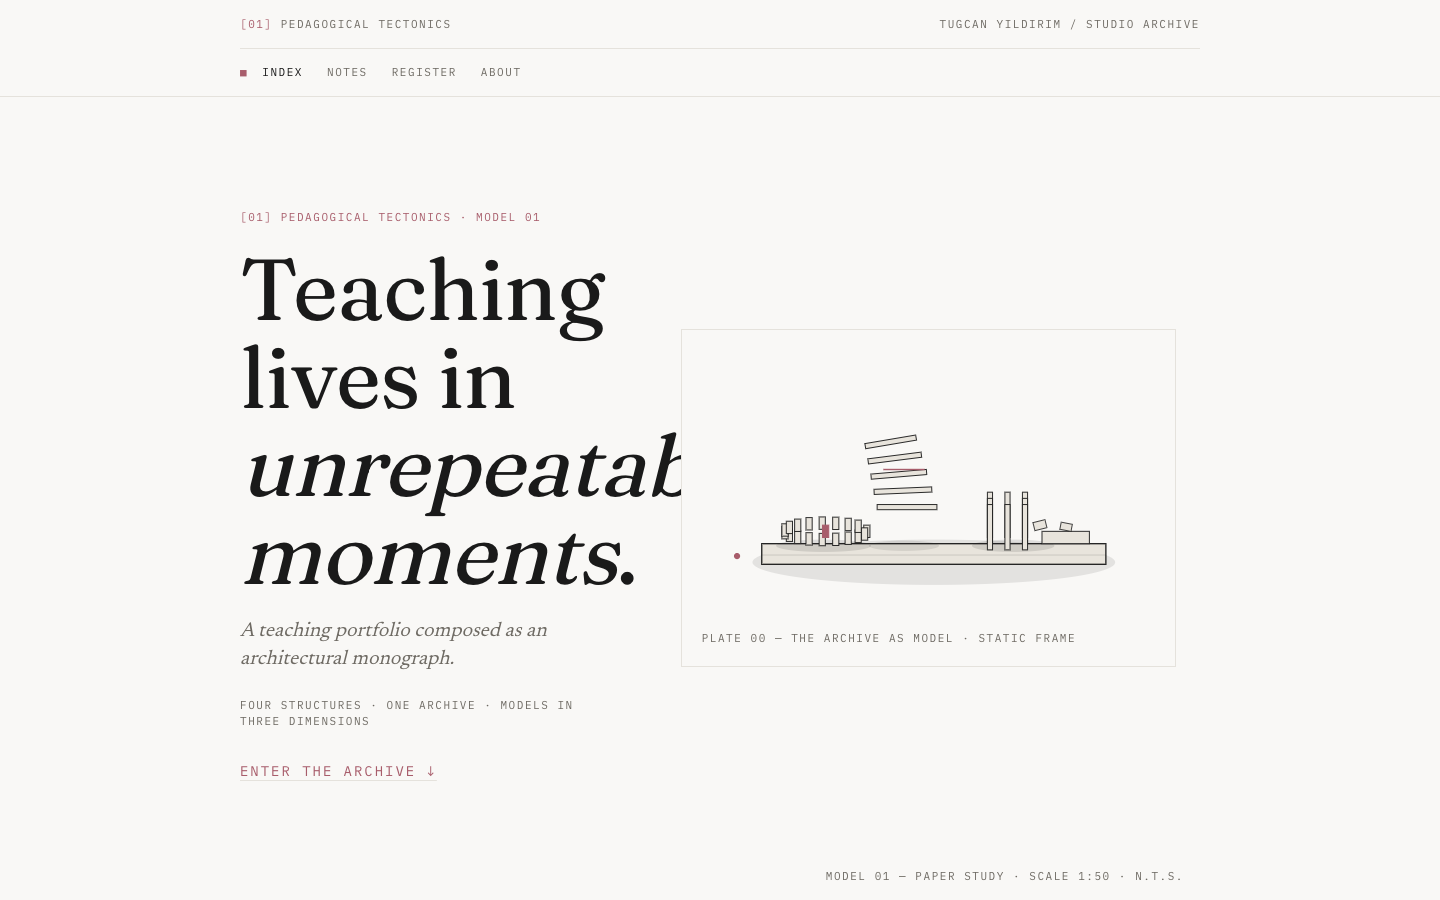 [01] PEDAGOGICAL TECTONICS
TUGCAN YILDIRIM / STUDIO ARCHIVE
INDEX NOTES REGISTER ABOUT
[01] PEDAGOGICAL TECTONICS · MODEL 01
Teaching
lives in
unrepeatab
moments.
A teaching portfolio composed as an
architectural monograph.
FOUR STRUCTURES · ONE ARCHIVE · MODELS IN
THREE DIMENSIONS
ENTER THE ARCHIVE ↓
PLATE 00 — THE ARCHIVE AS MODEL · STATIC FRAME
MODEL 01 — PAPER STUDY · SCALE 1:50 · N.T.S.